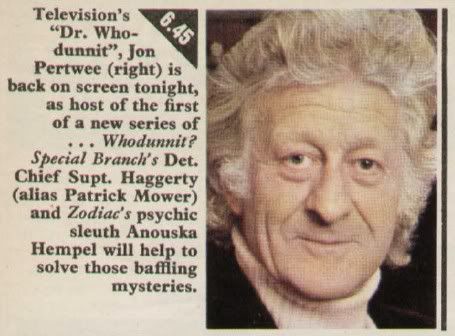 Television's
"Dr. Who-
dunnit", Jon
Pertwee (right) is
back on screen tonight,
as host of the first
of a new series of
. . . Whodunnit?
Special Branch's Det.
Chief Supt. Haggerty
(alias Patrick Mower)
and Zodiac's psychic
sleuth Anouska
Hempel will help to
solve those baffling
mysteries.
6.45